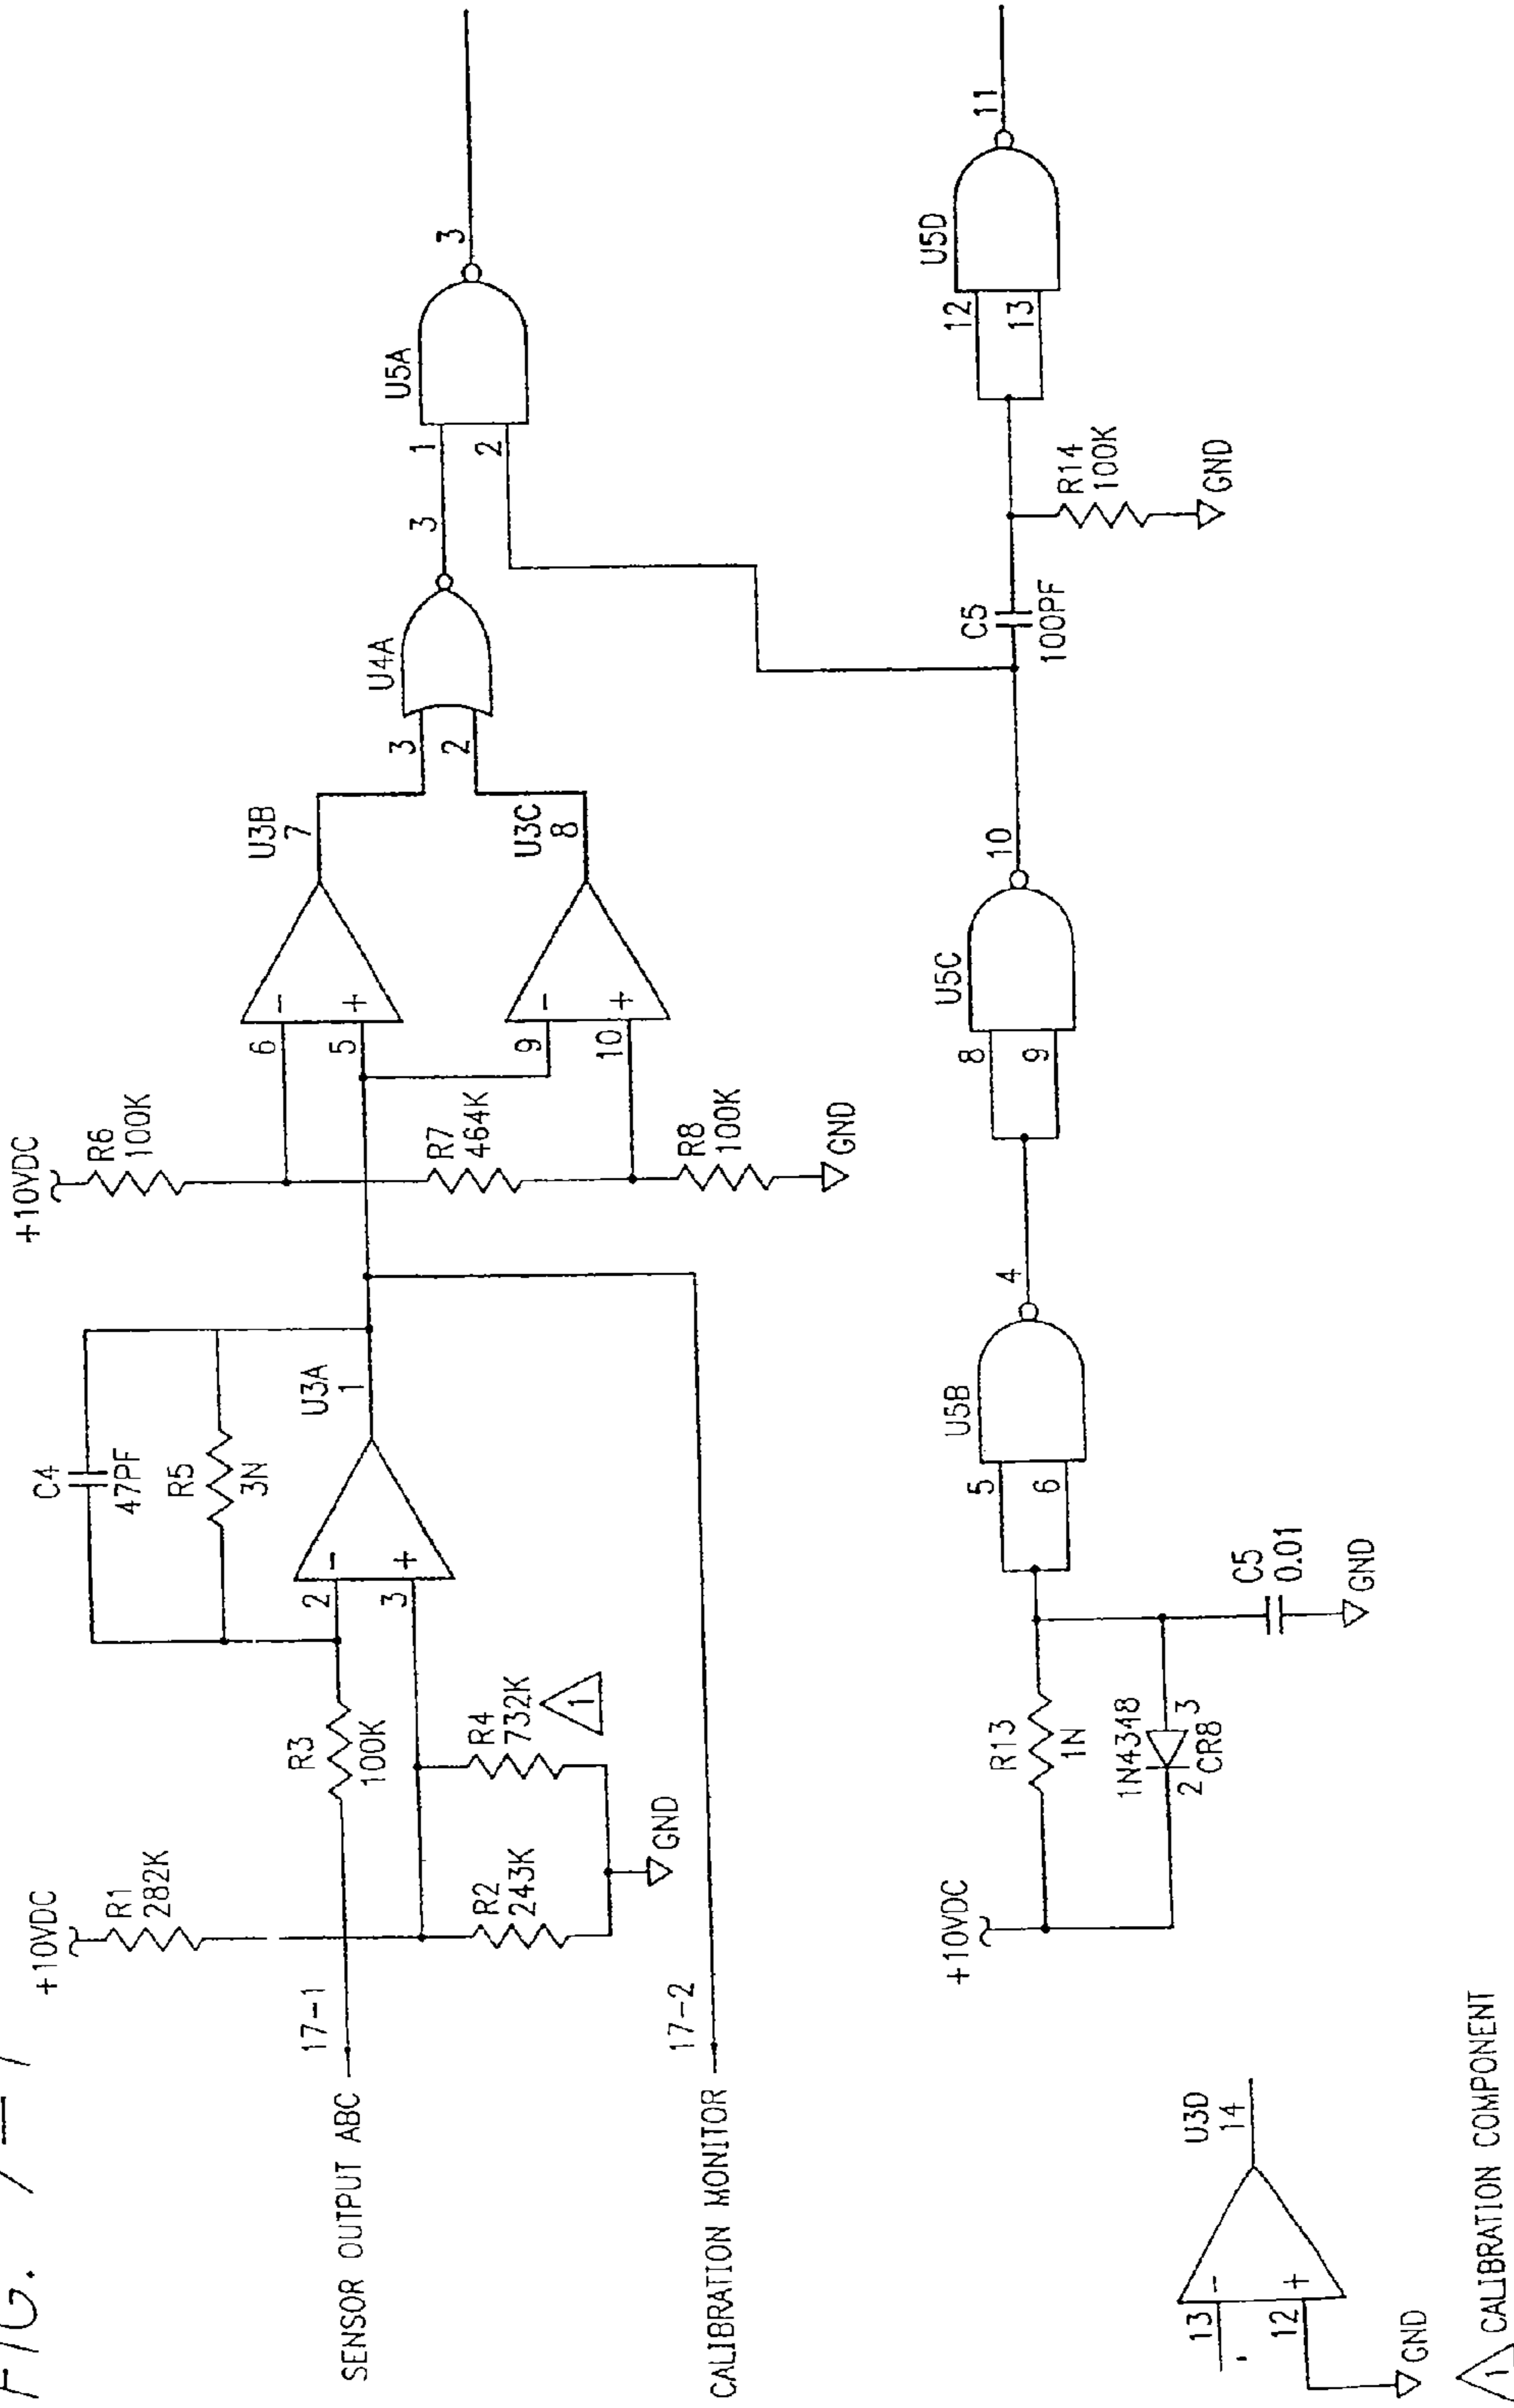 FIG. 7-1
+10VDC
R1
282K
17-1
SENSOR OUTPUT ABC
R3
100K
R2
243K
R4
732K
1
GND
C4
47PF
R5
3N
U3A
2
-
3
+
1
17-2
CALIBRATION MONITOR
+10VDC
R6
100K
R7
464K
R8
100K
GND
U3B
6
-
5
+
7
U3C
9
-
10
+
8
U4A
3
2
3
U5A
1
2
3
+10VDC
R13
1N
1N4348
2
3
CR8
C5
0.01
GND
U5B
5
6
4
U5C
8
9
10
C5
100PF
R14
100K
GND
U5D
12
13
11
U3D
13
-
12
+
14
GND
1 CALIBRATION COMPONENT